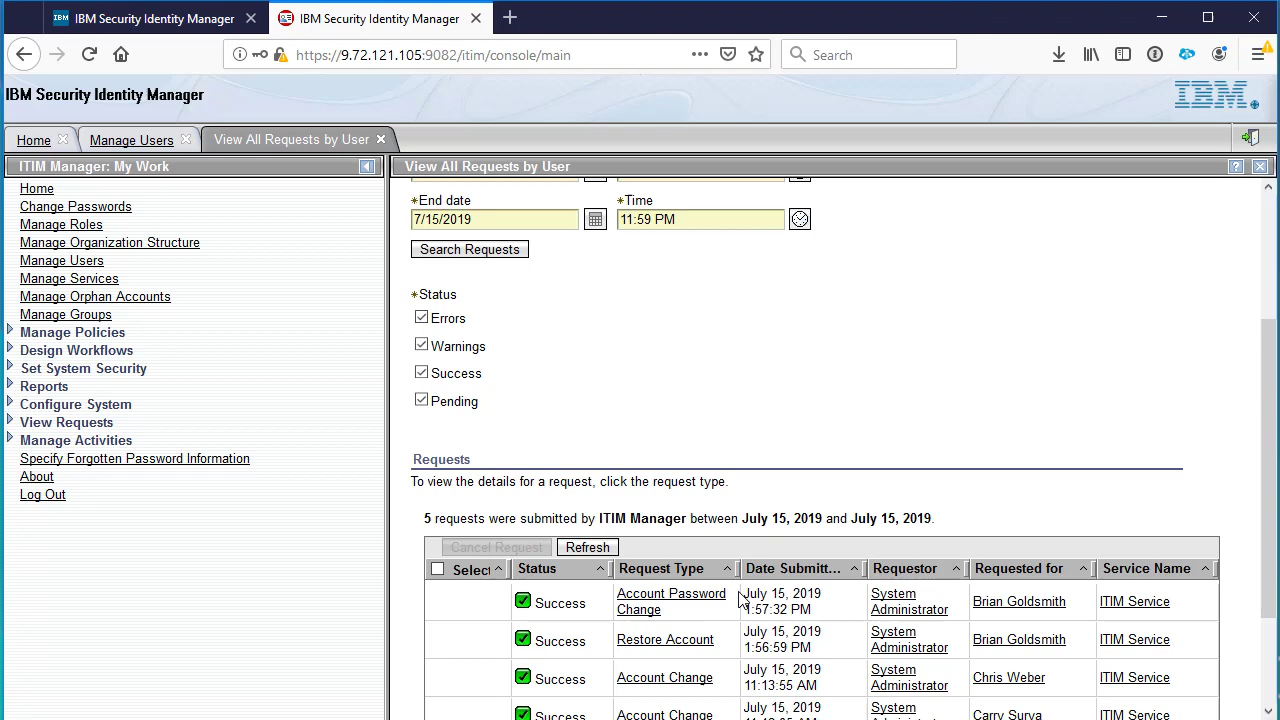 IBM IBM Security Identity Manager
IBM Security Identity Manager
https://9.72.121.105:9082/itim/console/main
Search
IBM Security Identity Manager
IBM
Home
Manage Users
View All Requests by User
ITIM Manager: My Work
View All Requests by User
Home
Change Passwords
Manage Roles
Manage Organization Structure
Manage Users
Manage Services
Manage Orphan Accounts
Manage Groups
Manage Policies
Design Workflows
Set System Security
Reports
Configure System
View Requests
Manage Activities
Specify Forgotten Password Information
About
Log Out
*End date *Time
7/15/2019 11:59 PM
Search Requests
*Status
Errors
Warnings
Success
Pending
Requests
To view the details for a request, click the request type.
5 requests were submitted by ITIM Manager between July 15, 2019 and July 15, 2019.
Cancel Request Refresh
Select Status Request Type Date Submitt... Requestor Requested for Service Name
Success Account Password Change July 15, 2019 1:57:32 PM System Administrator Brian Goldsmith ITIM Service
Success Restore Account July 15, 2019 1:56:59 PM System Administrator Brian Goldsmith ITIM Service
Success Account Change July 15, 2019 11:13:55 AM System Administrator Chris Weber ITIM Service
Success Account Change July 15, 2019 System Carry Surya ITIM Service